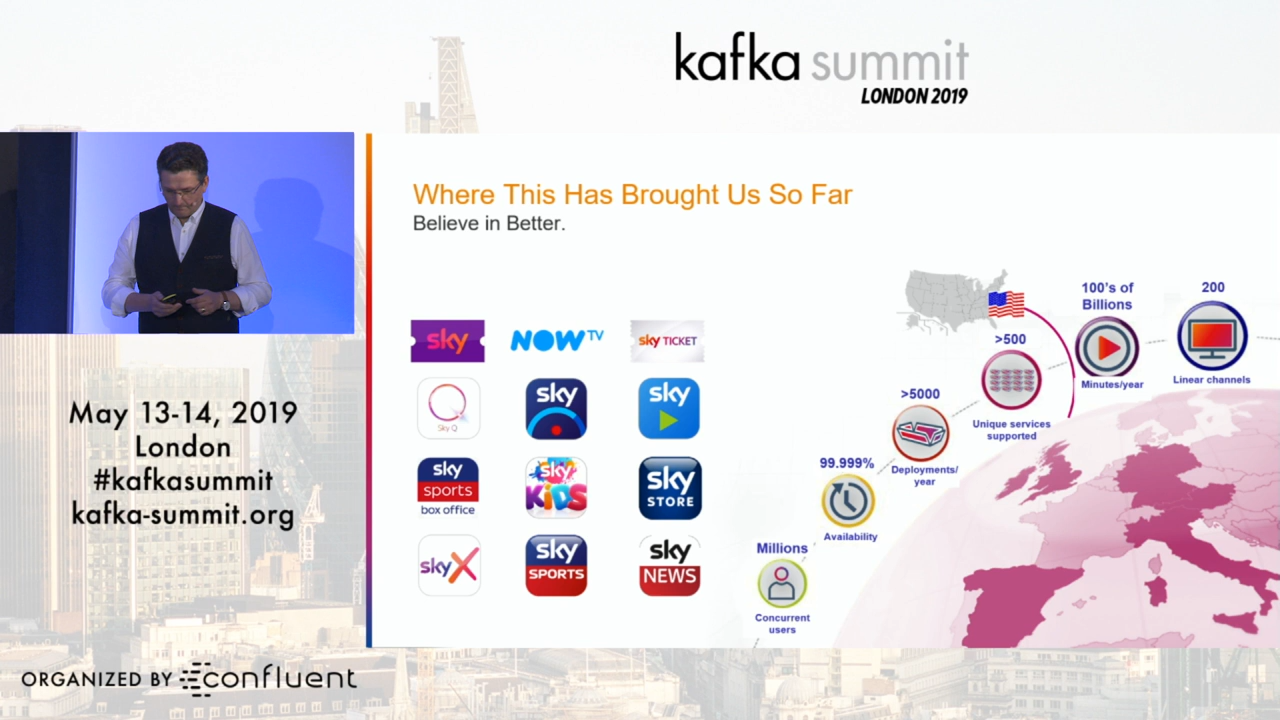 kafka summit
LONDON 2019
May 13-14, 2019
London
#kafkasummit
kafka-summit.org
ORGANIZED BY confluent
Where This Has Brought Us So Far
Believe in Better.
sky
NOW TV
sky TICKET
Sky Q
sky
sky
sky
sports
box office
sky
KiDS
sky
STORE
sky X
sky
SPORTS
sky
NEWS
Millions
Concurrent
users
99.999%
Availability
>5000
Deployments/
year
>500
Unique services
supported
100's of
Billions
Minutes/year
200
Linear channels